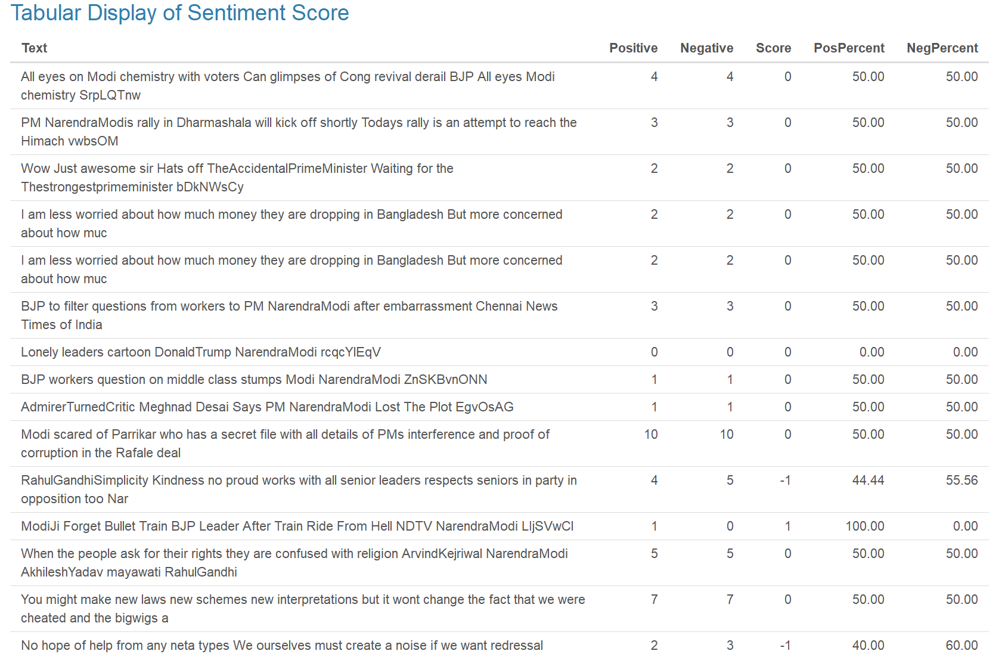 Tabular Display of Sentiment Score
Text Positive Negative Score PosPercent NegPercent
All eyes on Modi chemistry with voters Can glimpses of Cong revival derail BJP All eyes Modi 4 4 0 50.00 50.00
chemistry SrpLQTnw
PM NarendraModis rally in Dharmashala will kick off shortly Todays rally is an attempt to reach the 3 3 0 50.00 50.00
Himach vwbsOM
Wow Just awesome sir Hats off TheAccidentalPrimeMinister Waiting for the 2 2 0 50.00 50.00
Thestrongestprimeminister bDkNWsCy
I am less worried about how much money they are dropping in Bangladesh But more concerned 2 2 0 50.00 50.00
about how muc
I am less worried about how much money they are dropping in Bangladesh But more concerned 2 2 0 50.00 50.00
about how muc
BJP to filter questions from workers to PM NarendraModi after embarrassment Chennai News 3 3 0 50.00 50.00
Times of India
Lonely leaders cartoon DonaldTrump NarendraModi rcqcYlEqV 0 0 0 0.00 0.00
BJP workers question on middle class stumps Modi NarendraModi ZnSKBvnONN 1 1 0 50.00 50.00
AdmirerTurnedCritic Meghnad Desai Says PM NarendraModi Lost The Plot EgvOsAG 1 1 0 50.00 50.00
Modi scared of Parrikar who has a secret file with all details of PMs interference and proof of 10 10 0 50.00 50.00
corruption in the Rafale deal
RahulGandhiSimplicity Kindness no proud works with all senior leaders respects seniors in party in 4 5 -1 44.44 55.56
opposition too Nar
ModiJi Forget Bullet Train BJP Leader After Train Ride From Hell NDTV NarendraModi LIjSVwCl 1 0 1 100.00 0.00
When the people ask for their rights they are confused with religion ArvindKejriwal NarendraModi 5 5 0 50.00 50.00
AkhileshYadav mayawati RahulGandhi
You might make new laws new schemes new interpretations but it wont change the fact that we were 7 7 0 50.00 50.00
cheated and the bigwigs a
No hope of help from any neta types We ourselves must create a noise if we want redressal 2 3 -1 40.00 60.00